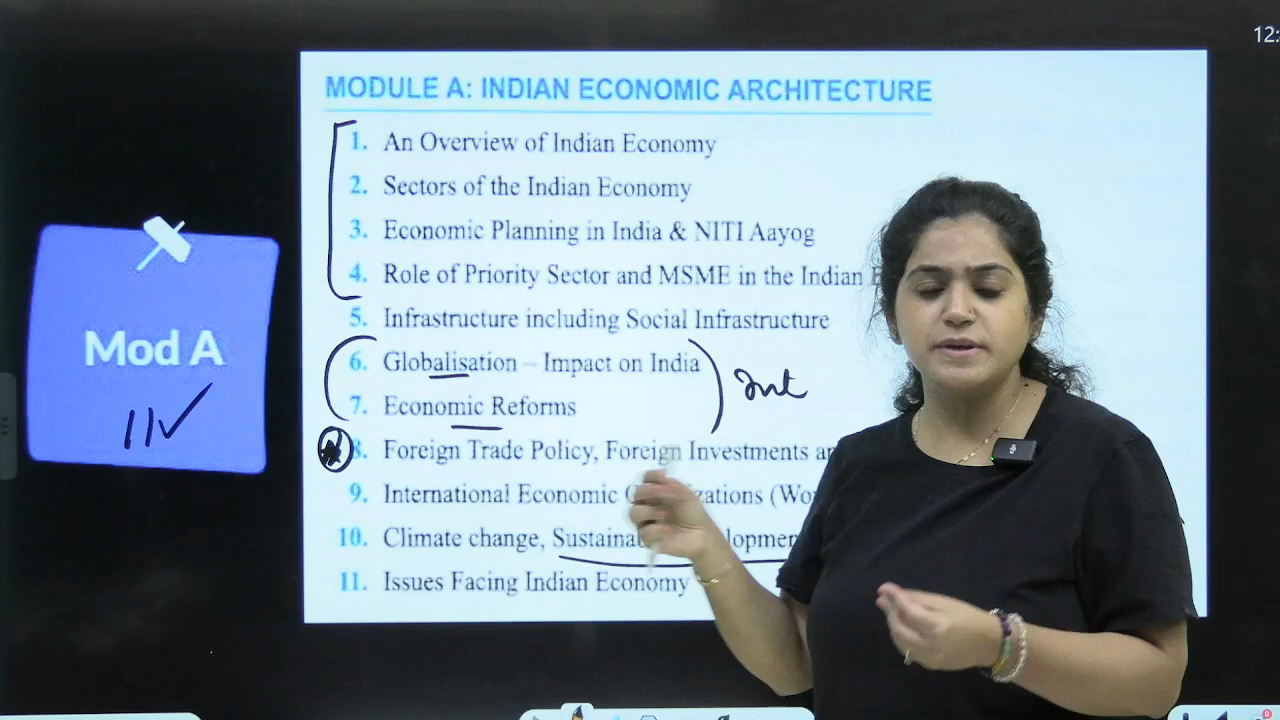 12:
MODULE A: INDIAN ECONOMIC ARCHITECTURE
1. An Overview of Indian Economy
2. Sectors of the Indian Economy
3. Economic Planning in India & NITI Aayog
4. Role of Priority Sector and MSME in the Indian
5. Infrastructure including Social Infrastructure
6. Globalisation – Impact on India
7. Economic Reforms
8. Foreign Trade Policy, Foreign Investments
9. International Economic
10. Climate change,
11. Issues Facing Indian Economy
Mod A
11✓